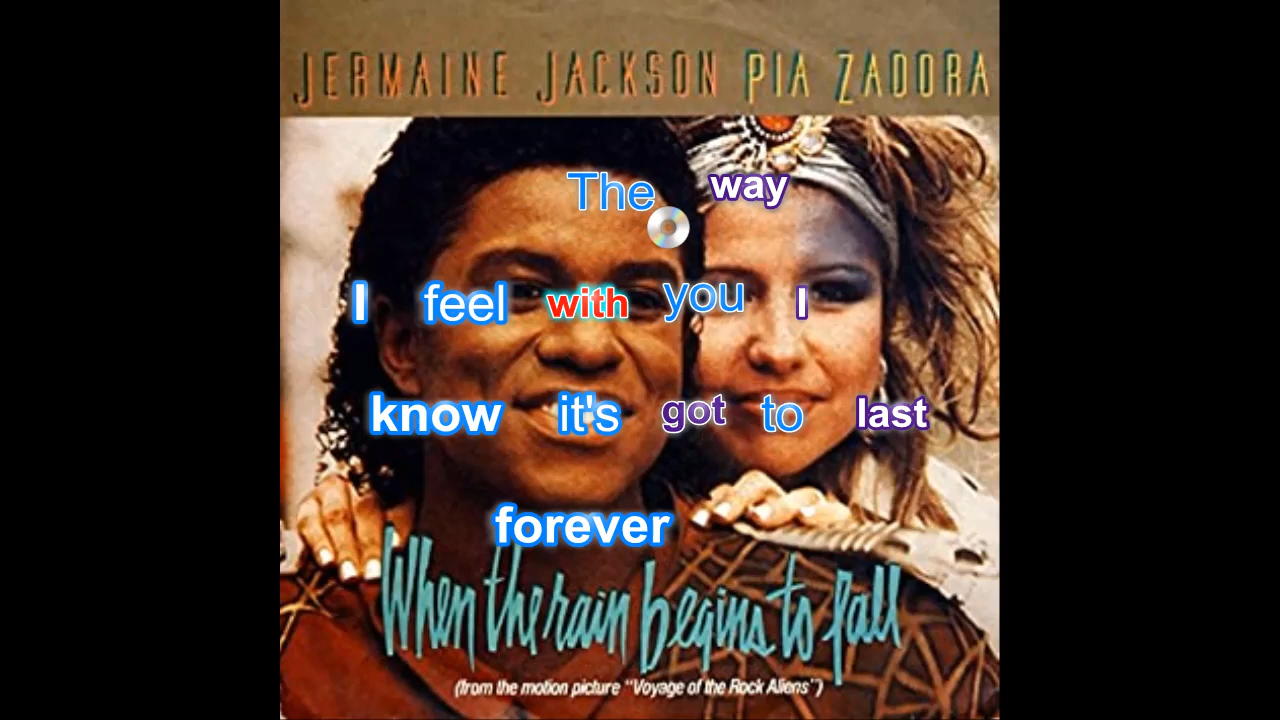 JERMAINE JACKSON PIA ZADORA
The way
I feel with you I
know it's got to last
forever
When the rain begins to fall
(from the motion picture "Voyage of the Rock Aliens")